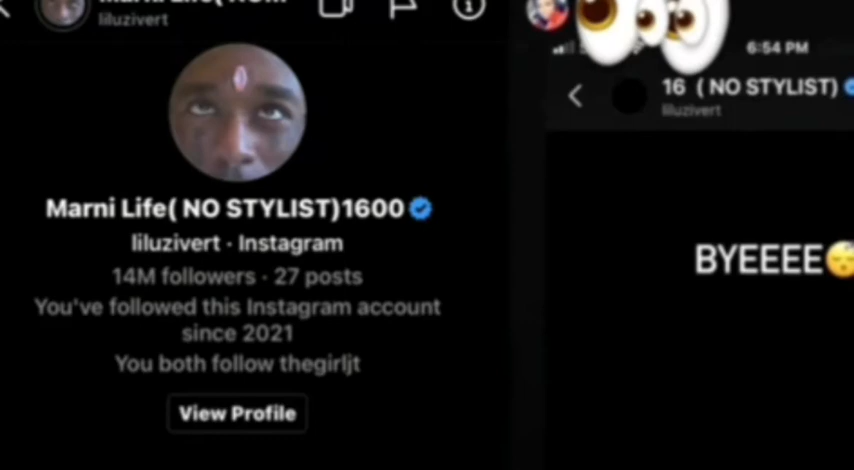 liluzivert
Marni Life( NO STYLIST)1600
liluzivert · Instagram
14M followers · 27 posts
You've followed this Instagram account
since 2021
You both follow thegirljt
View Profile
6:54 PM
16 ( NO STYLIST)
liluzivert
BYEEEE😴